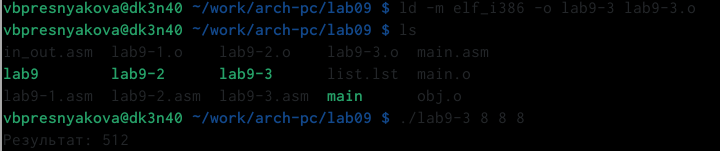 vbpresnyakova@dk3n40 ~/work/arch-pc/lab09 $ ld -m elf_i386 -o lab9-3 lab9-3.o
vbpresnyakova@dk3n40 ~/work/arch-pc/lab09 $ ls
in_out.asm lab9-1.o lab9-2.o lab9-3.o main.asm
lab9 lab9-2 lab9-3 list.lst main.o
lab9-1.asm lab9-2.asm lab9-3.asm main obj.o
vbpresnyakova@dk3n40 ~/work/arch-pc/lab09 $ ./lab9-3 8 8 8
Результат: 512